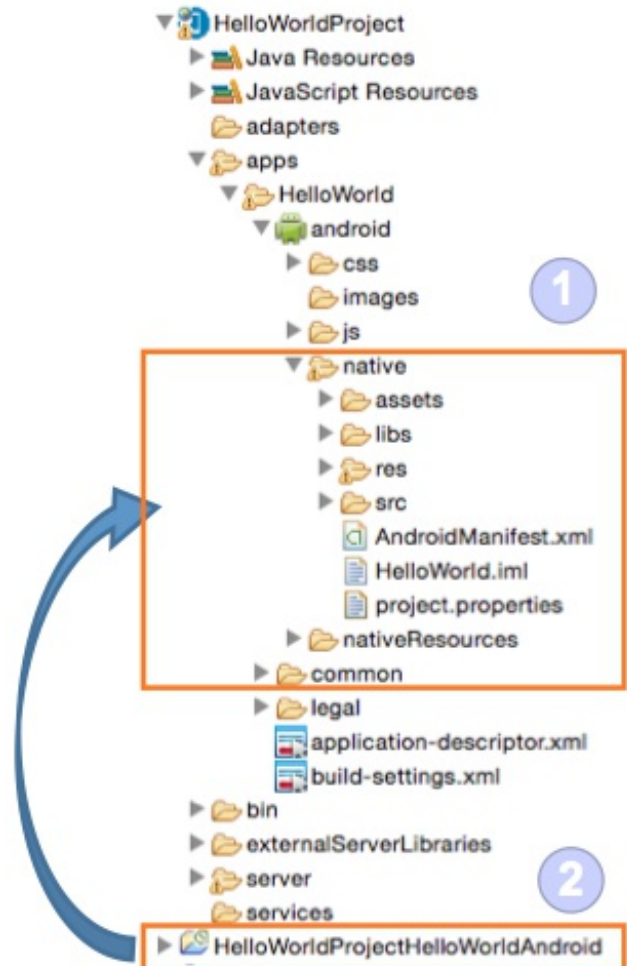 HelloWorldProject
Java Resources
JavaScript Resources
adapters
apps
HelloWorld
android
css
images
1
js
native
assets
libs
res
src
AndroidManifest.xml
HelloWorld.iml
project.properties
nativeResources
common
legal
application-descriptor.xml
build-settings.xml
bin
externalServerLibraries
server
2
services
HelloWorldProjectHelloWorldAndroid